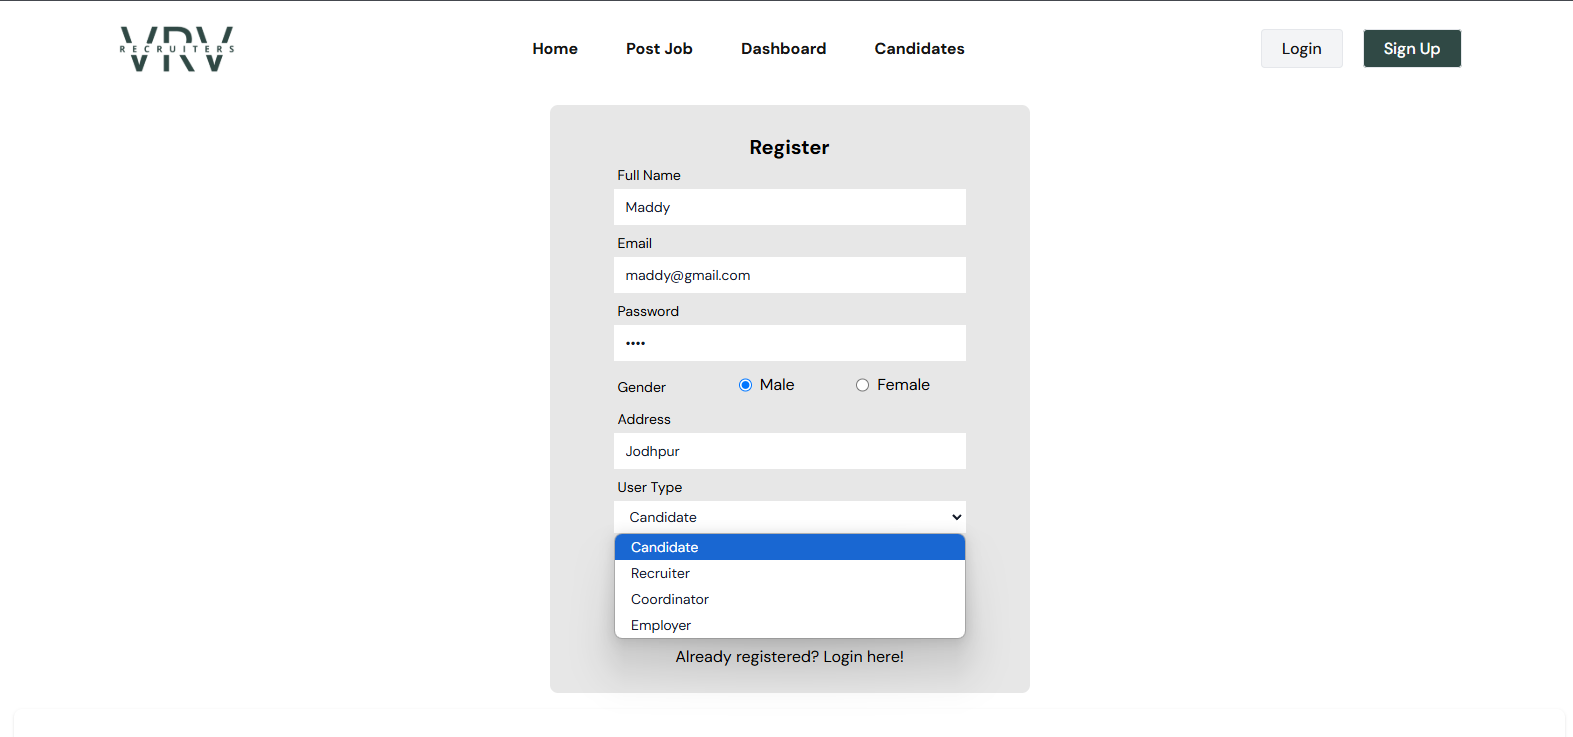 VRV
RECRUITERS
Home Post Job Dashboard Candidates
Login Sign Up
Register
Full Name
Maddy
Email
maddy@gmail.com
Password
••••
Gender Male Female
Address
Jodhpur
User Type
Candidate
Candidate
Recruiter
Coordinator
Employer
Already registered? Login here!